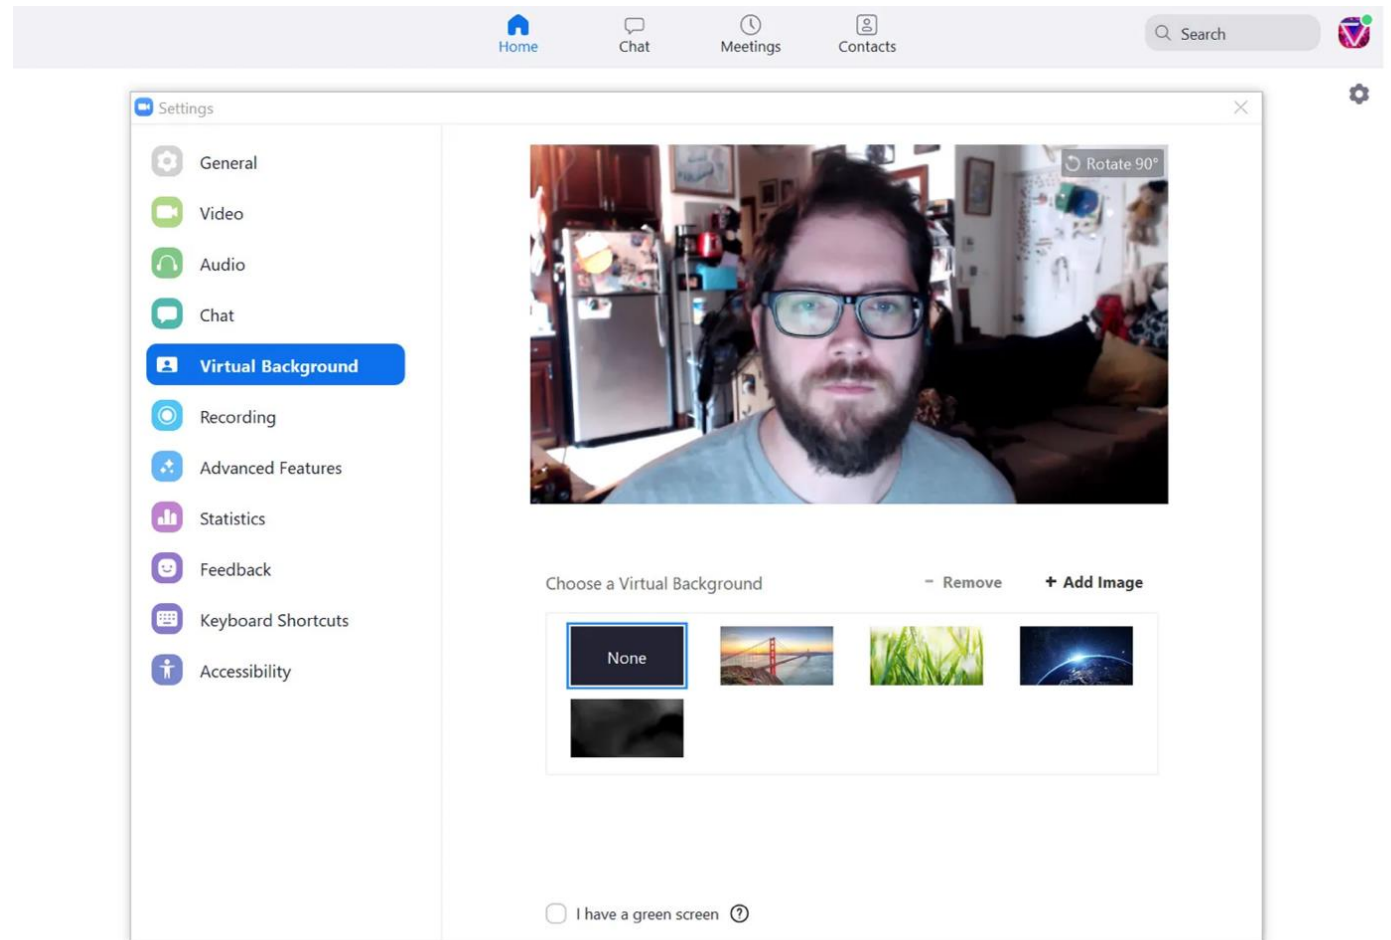 Home
Chat
Meetings
Contacts
Search
Settings
General
Video
Audio
Chat
Virtual Background
Recording
Advanced Features
Statistics
Feedback
Keyboard Shortcuts
Accessibility
Rotate 90°
Choose a Virtual Background
- Remove
+ Add Image
None
I have a green screen ?